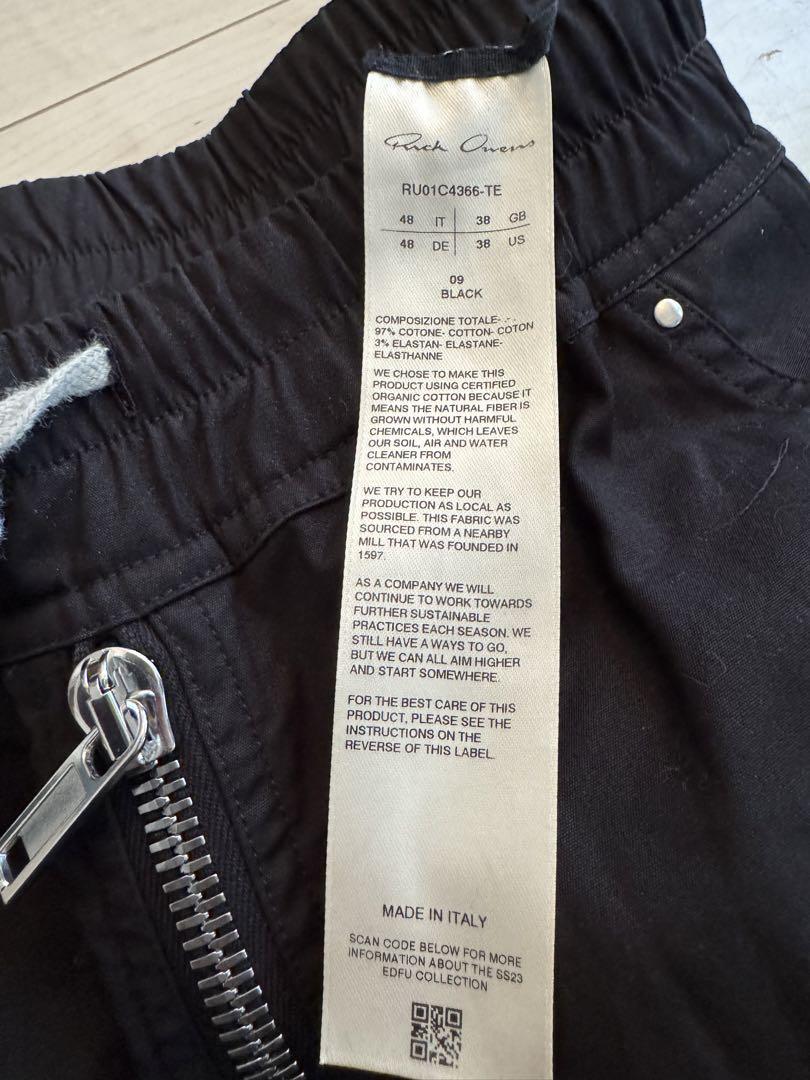 Rick Owens
RU01C4366-TE
48 IT 38 GB
48 DE 38 US
09
BLACK
COMPOSIZIONE TOTALE- - -
97% COTONE- COTTON- COTON
3% ELASTAN- ELASTANE-
ELASTHANNE
WE CHOSE TO MAKE THIS
PRODUCT USING CERTIFIED
ORGANIC COTTON BECAUSE IT
MEANS THE NATURAL FIBER IS
GROWN WITHOUT HARMFUL
CHEMICALS, WHICH LEAVES
OUR SOIL, AIR AND WATER
CLEANER FROM
CONTAMINATES.
WE TRY TO KEEP OUR
PRODUCTION AS LOCAL AS
POSSIBLE. THIS FABRIC WAS
SOURCED FROM A NEARBY
MILL THAT WAS FOUNDED IN
1597.
AS A COMPANY WE WILL
CONTINUE TO WORK TOWARDS
FURTHER SUSTAINABLE
PRACTICES EACH SEASON. WE
STILL HAVE A WAYS TO GO,
BUT WE CAN ALL AIM HIGHER
AND START SOMEWHERE.
FOR THE BEST CARE OF THIS
PRODUCT, PLEASE SEE THE
INSTRUCTIONS ON THE
REVERSE OF THIS LABEL.
MADE IN ITALY
SCAN CODE BELOW FOR MORE
INFORMATION ABOUT THE SS23
EDFU COLLECTION